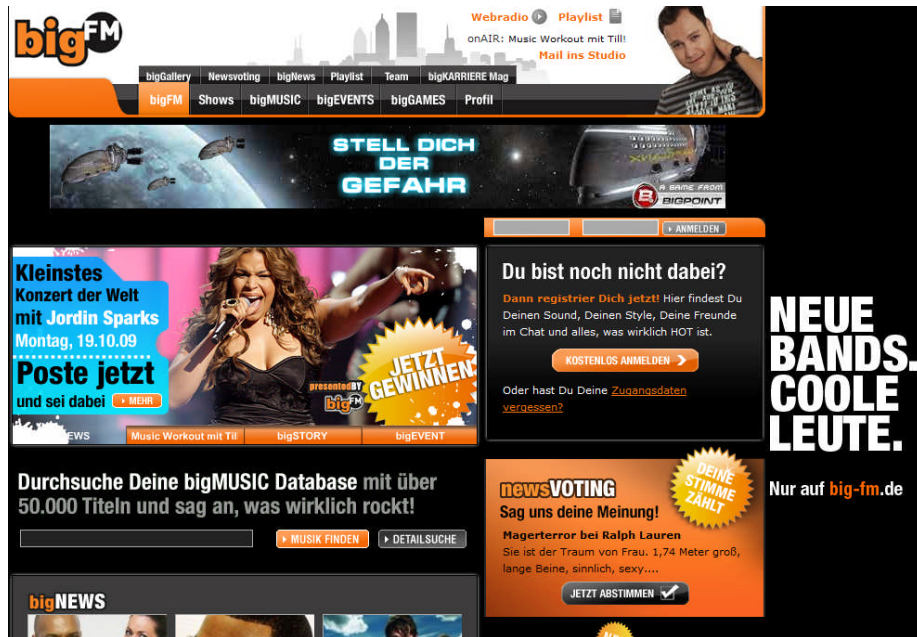 bigFM
Webradio Playlist
onAIR: Music Workout mit Till!
Mail ins Studio
bigGallery Newsvoting bigNews Playlist Team bigKARRIERE Mag
bigFM Shows bigMUSIC bigEVENTS bigGAMES Profil
STELL DICH
DER
GEFAHR
A GAME FROM
BIGPOINT
ANMELDEN
Kleinstes
Konzert der Welt
mit Jordin Sparks
Montag, 19.10.09
Poste jetzt
und sei dabei MEHR
JETZT
GEWINNEN
presentedBY
bigFM
EWS Music Workout mit Til bigSTORY bigEVENT
Du bist noch nicht dabei?
Dann registrier Dich jetzt! Hier findest Du
Deinen Sound, Deinen Style, Deine Freunde
im Chat und alles, was wirklich HOT ist.
KOSTENLOS ANMELDEN
Oder hast Du Deine Zugangsdaten
vergessen?
NEUE
BANDS.
COOLE
LEUTE.
Nur auf big-fm.de
Durchsuche Deine bigMUSIC Database mit über
50.000 Titeln und sag an, was wirklich rockt!
MUSIK FINDEN DETAILSUCHE
newsVOTING
DEINE
STIMME
ZÄHLT
Sag uns deine Meinung!
Magerterror bei Ralph Lauren
Sie ist der Traum von Frau. 1,74 Meter groß,
lange Beine, sinnlich, sexy....
JETZT ABSTIMMEN
bigNEWS